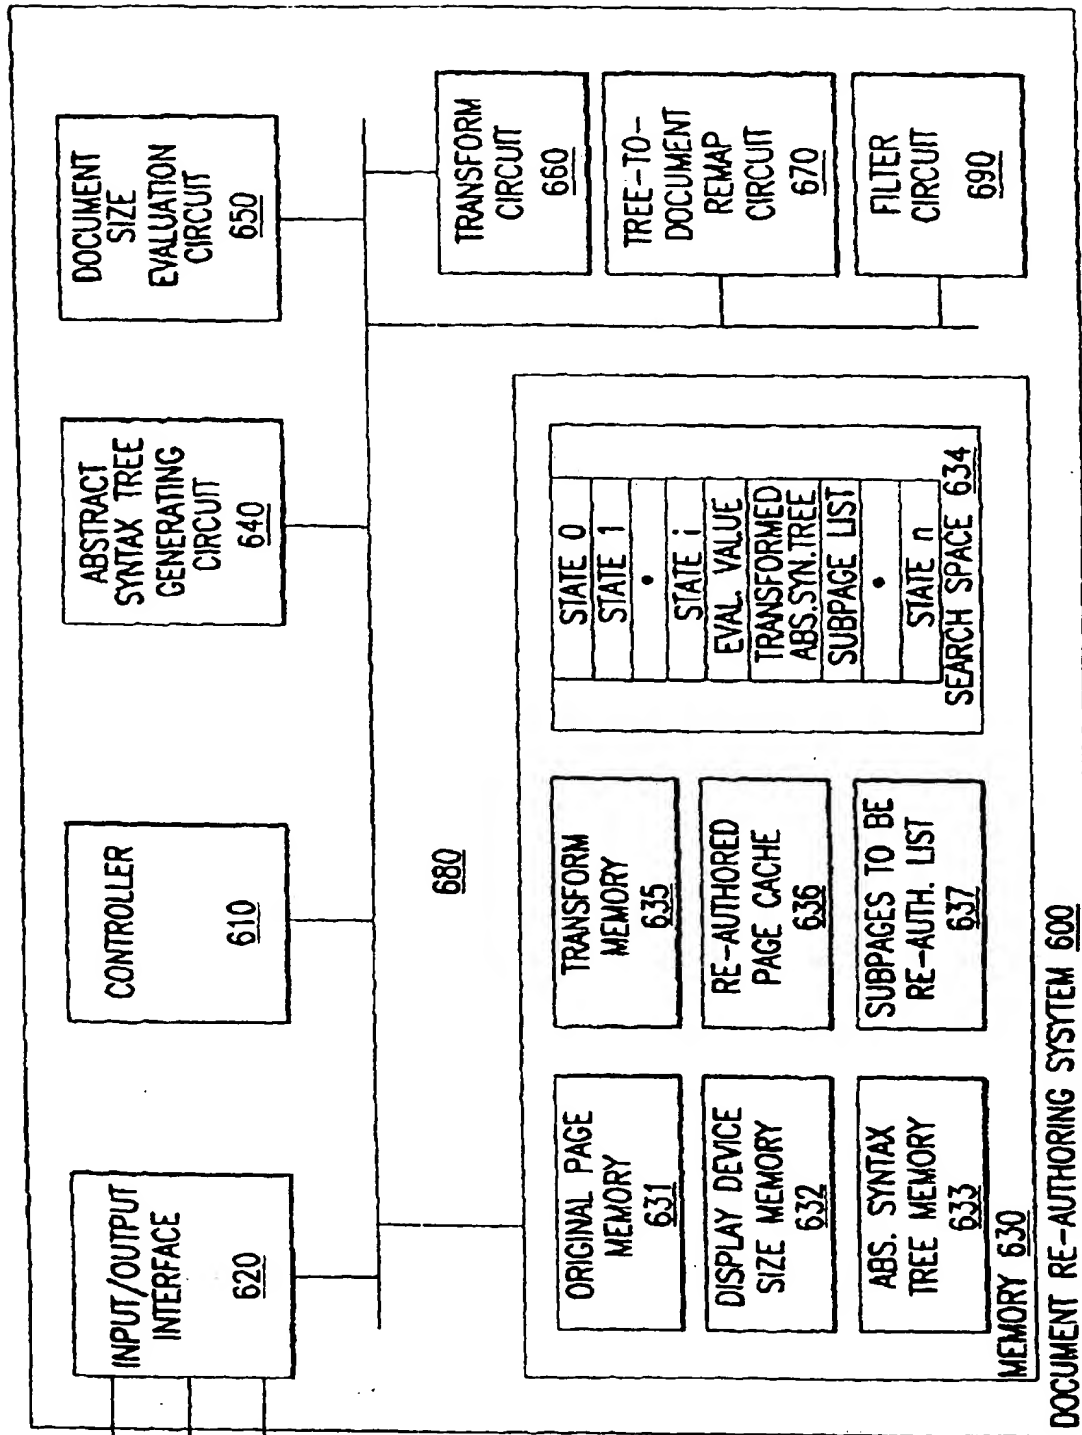 INPUT/OUTPUT
INTERFACE
620
CONTROLLER
610
ABSTRACT
SYNTAX TREE
GENERATING
CIRCUIT
640
DOCUMENT
SIZE
EVALUATION
CIRCUIT
650
680
TRANSFORM
CIRCUIT
660
TREE-TO-
DOCUMENT
REMAP
CIRCUIT
670
FILTER
CIRCUIT
690
ORIGINAL PAGE
MEMORY
631
DISPLAY DEVICE
SIZE MEMORY
632
ABS. SYNTAX
TREE MEMORY
633
TRANSFORM
MEMORY
635
RE-AUTHORED
PAGE CACHE
636
SUBPAGES TO BE
RE-AUTH. LIST
637
STATE 0
STATE 1
•
STATE i
EVAL. VALUE
TRANSFORMED
ABS.SYN.TREE
SUBPAGE LIST
•
STATE n
SEARCH SPACE 634
MEMORY 630
DOCUMENT RE-AUTHORING SYSYTEM 600